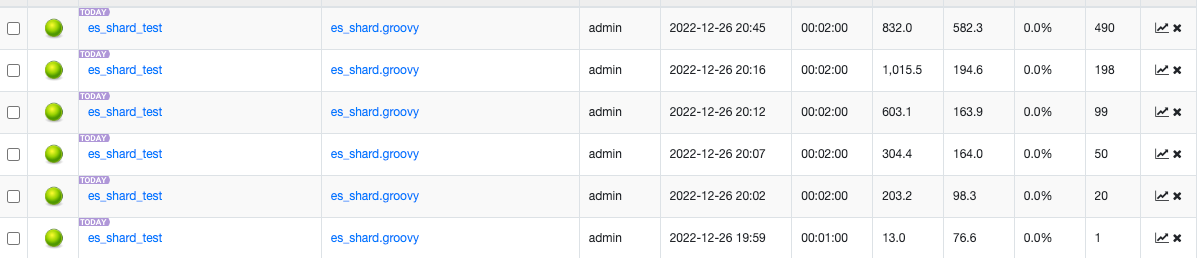 TODAY
es_shard_test es_shard.groovy admin 2022-12-26 20:45 00:02:00 832.0 582.3 0.0% 490
TODAY
es_shard_test es_shard.groovy admin 2022-12-26 20:16 00:02:00 1,015.5 194.6 0.0% 198
TODAY
es_shard_test es_shard.groovy admin 2022-12-26 20:12 00:02:00 603.1 163.9 0.0% 99
TODAY
es_shard_test es_shard.groovy admin 2022-12-26 20:07 00:02:00 304.4 164.0 0.0% 50
TODAY
es_shard_test es_shard.groovy admin 2022-12-26 20:02 00:02:00 203.2 98.3 0.0% 20
TODAY
es_shard_test es_shard.groovy admin 2022-12-26 19:59 00:01:00 13.0 76.6 0.0% 1